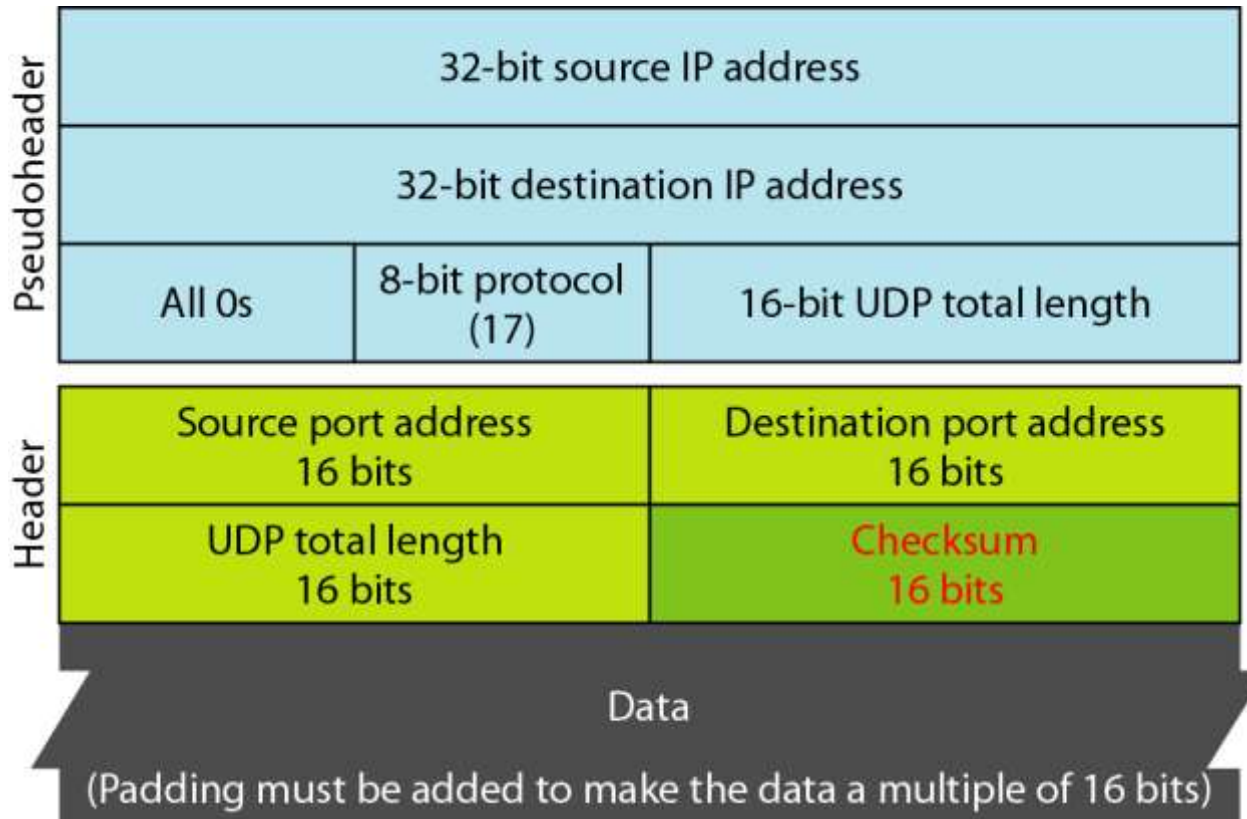 Pseudoheader
32-bit source IP address
32-bit destination IP address
All 0s
8-bit protocol
(17)
16-bit UDP total length
Header
Source port address
16 bits
Destination port address
16 bits
UDP total length
16 bits
Checksum
16 bits
Data
(Padding must be added to make the data a multiple of 16 bits)